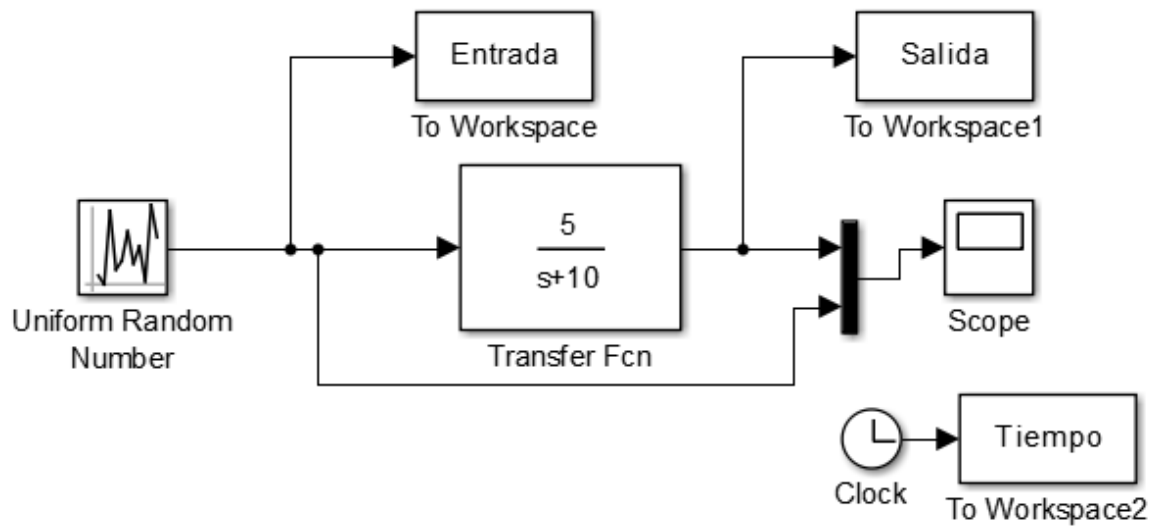 Entrada
To Workspace
Salida
To Workspace1
Uniform Random
Number
5
s+10
Transfer Fcn
Scope
Clock
Tiempo
To Workspace2